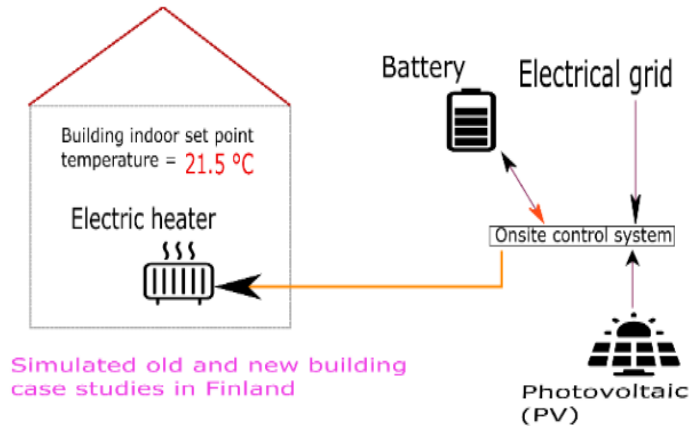 Battery
Electrical grid
Building indoor set point
temperature = 21.5 ºC
Electric heater
Onsite control system
Simulated old and new building
case studies in Finland
Photovoltaic
(PV)